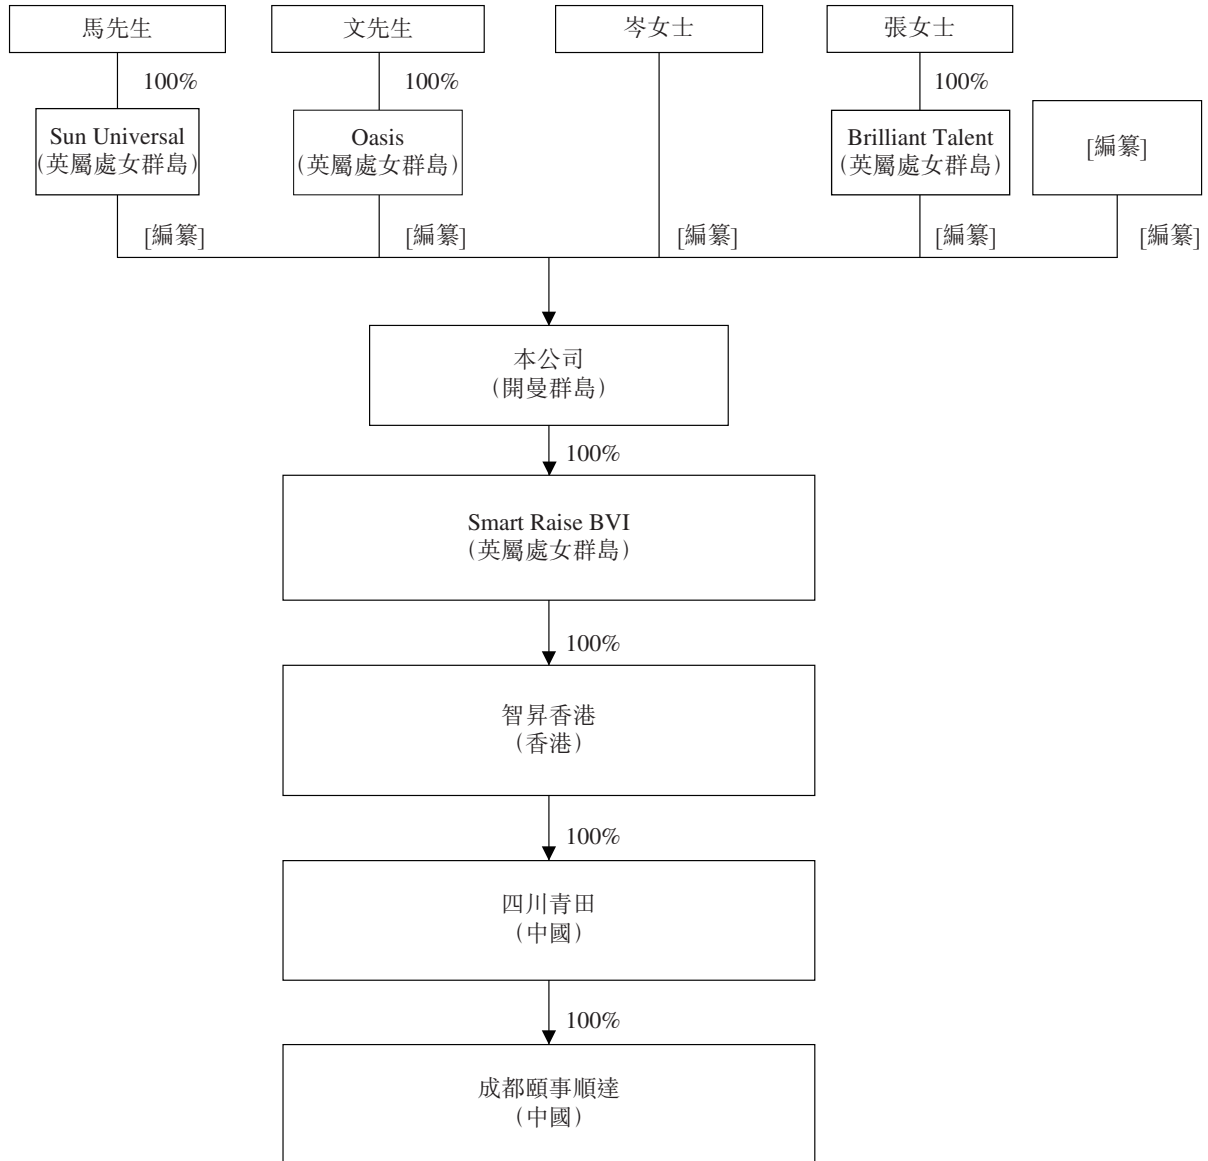 馬先生
文先生
岑女士
張女士
100%
100%
100%
Sun Universal
(英屬處女群島)
Oasis
(英屬處女群島)
Brilliant Talent
(英屬處女群島)
[編纂]
[編纂]
[編纂]
[編纂]
[編纂]
[編纂]
本公司
(開曼群島)
100%
Smart Raise BVI
(英屬處女群島)
100%
智昇香港
(香港)
100%
四川青田
(中國)
100%
成都頤事順達
(中國)